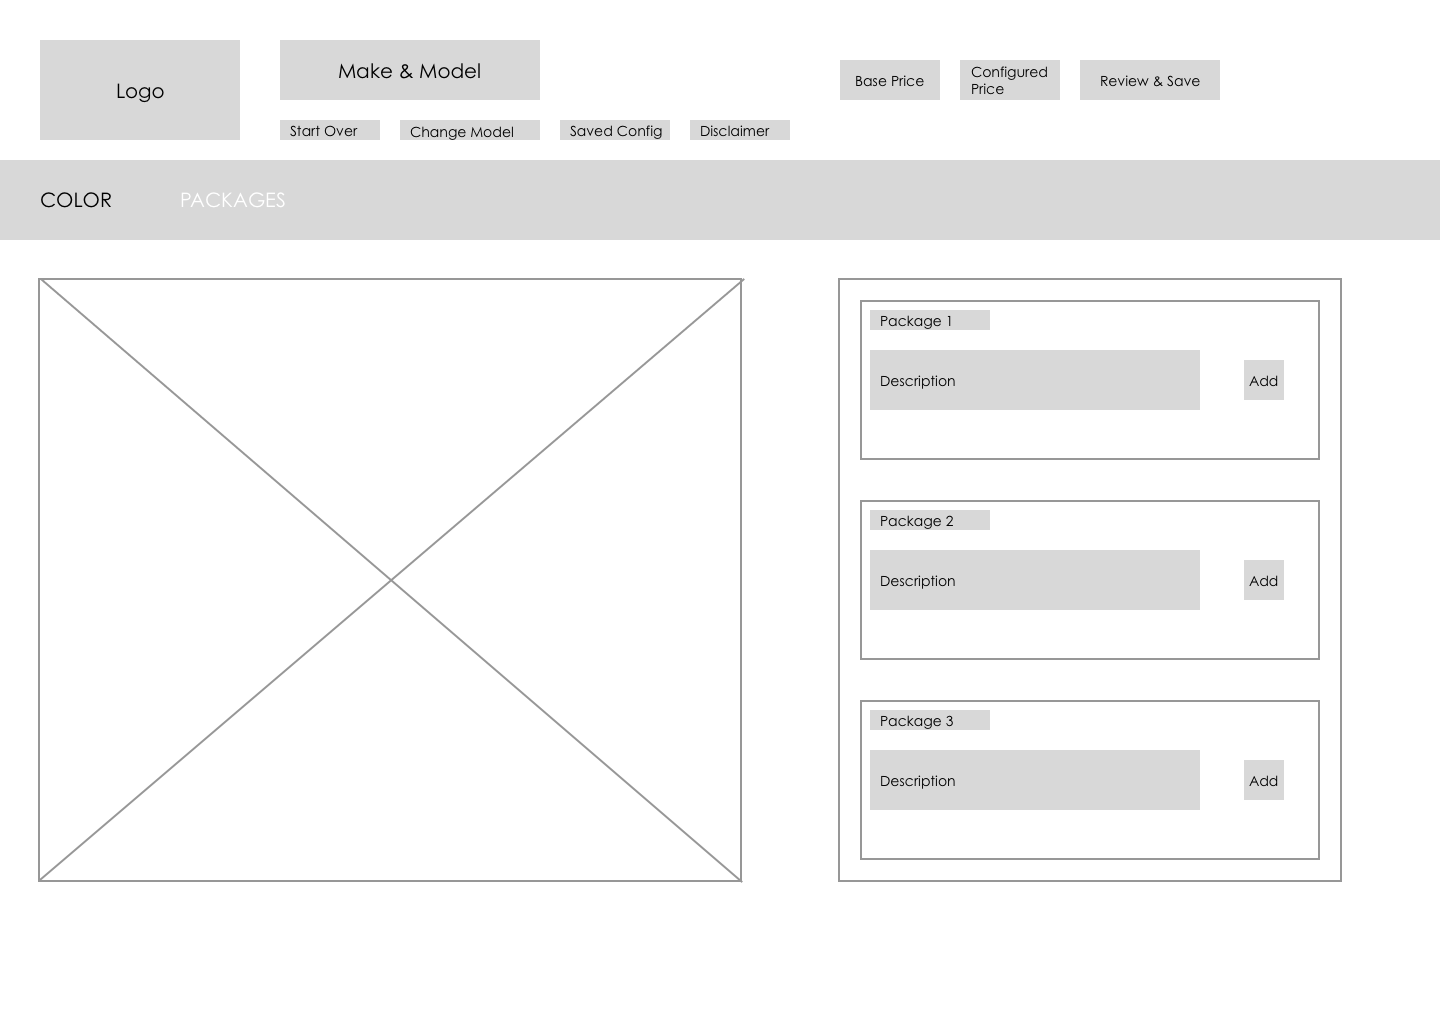 Logo
Make & Model
Start Over
Change Model
Saved Config
Disclaimer
Base Price
Configured
Price
Review & Save
COLOR
PACKAGES
Package 1
Description
Add
Package 2
Description
Add
Package 3
Description
Add